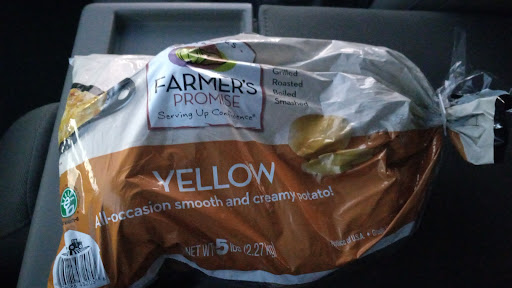 FARMER'S
PROMISE
Serving Up Confidence®
Grilled
Roasted
Boiled
Smashed
YELLOW
All-occasion smooth and creamy potato!
NET WT 5 lbs (2.27 kg)